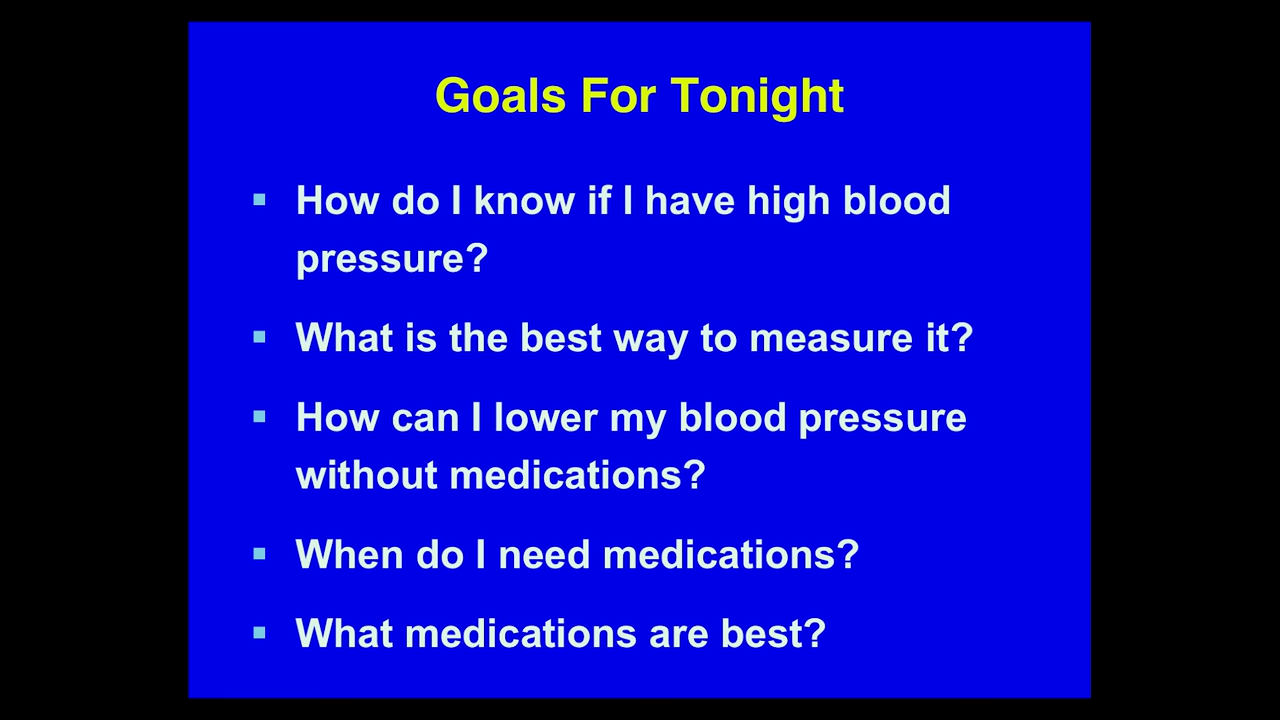 Goals For Tonight
▪ How do I know if I have high blood
pressure?
▪ What is the best way to measure it?
▪ How can I lower my blood pressure
without medications?
▪ When do I need medications?
▪ What medications are best?